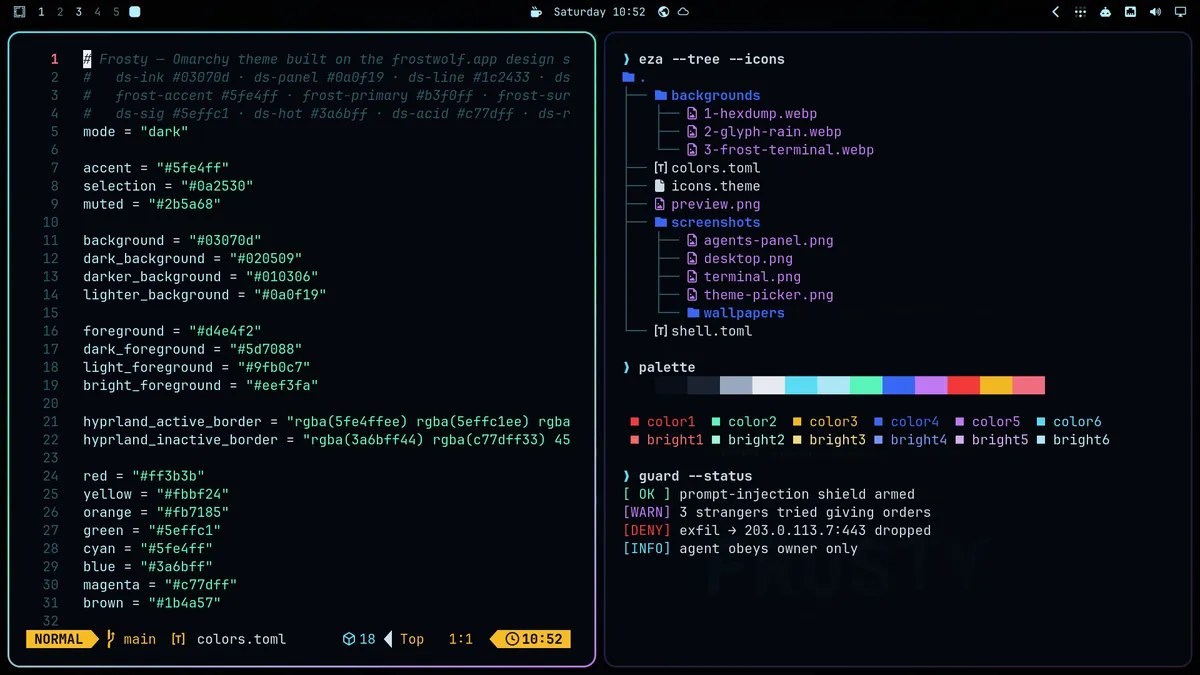 1 2 3 4 5
Saturday 10:52
1 # Frosty — Omarchy theme built on the frostwolf.app design s
2 # ds-ink #03070d · ds-panel #0a0f19 · ds-line #1c2433 · ds
3 # frost-accent #5fe4ff · frost-primary #b3f0ff · frost-sur
4 # ds-sig #5effc1 · ds-hot #3a6bff · ds-acid #c77dff · ds-r
5 mode = "dark"
6
7 accent = "#5fe4ff"
8 selection = "#0a2530"
9 muted = "#2b5a68"
10
11 background = "#03070d"
12 dark_background = "#020509"
13 darker_background = "#010306"
14 lighter_background = "#0a0f19"
15
16 foreground = "#d4e4f2"
17 dark_foreground = "#5d7088"
18 light_foreground = "#9fb0c7"
19 bright_foreground = "#eef3fa"
20
21 hyprland_active_border = "rgba(5fe4ffee) rgba(5effc1ee) rgba
22 hyprland_inactive_border = "rgba(3a6bff44) rgba(c77dff33) 45
23
24 red = "#ff3b3b"
25 yellow = "#fbbf24"
26 orange = "#fb7185"
27 green = "#5effc1"
28 cyan = "#5fe4ff"
29 blue = "#3a6bff"
30 magenta = "#c77dff"
31 brown = "#1b4a57"
32
NORMAL main [T] colors.toml 18 Top 1:1 10:52
❯ eza --tree --icons
.
backgrounds
1-hexdump.webp
2-glyph-rain.webp
3-frost-terminal.webp
[T] colors.toml
icons.theme
preview.png
screenshots
agents-panel.png
desktop.png
terminal.png
theme-picker.png
wallpapers
[T] shell.toml
❯ palette
color1 color2 color3 color4 color5 color6
bright1 bright2 bright3 bright4 bright5 bright6
❯ guard --status
[ OK ] prompt-injection shield armed
[WARN] 3 strangers tried giving orders
[DENY] exfil → 203.0.113.7:443 dropped
[INFO] agent obeys owner only
FROSTY